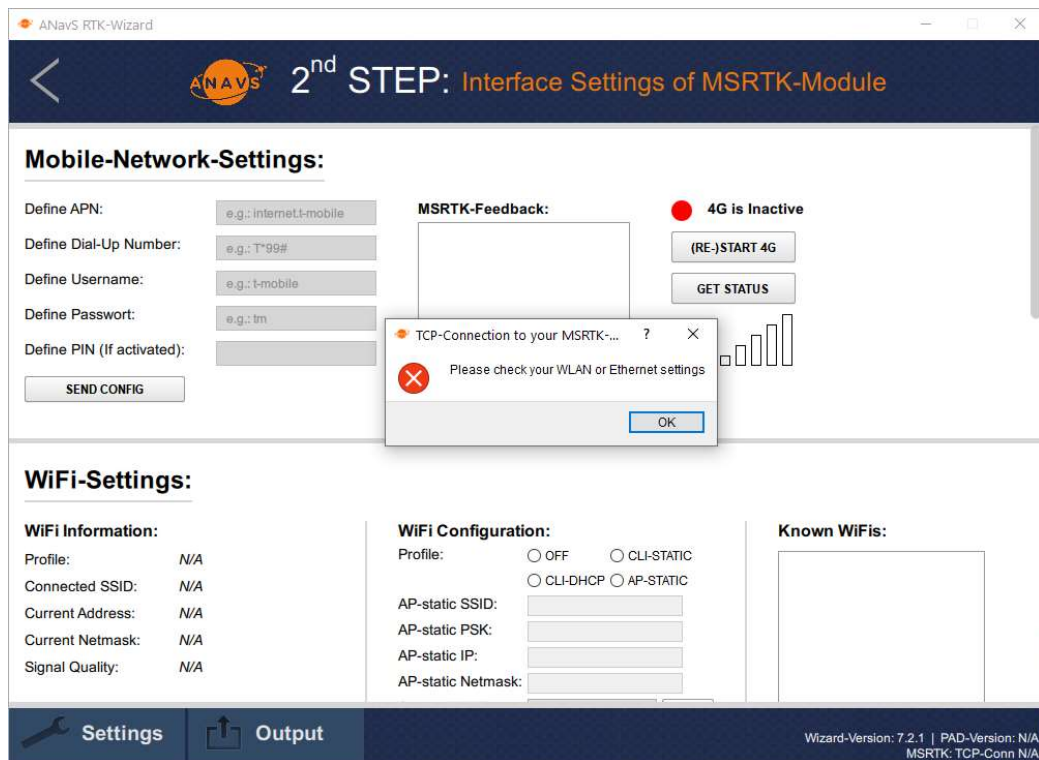 ANavS RTK-Wizard
ANAVS
2nd STEP: Interface Settings of MSRTK-Module
Mobile-Network-Settings:
Define APN:
e.g.: internet.t-mobile
Define Dial-Up Number:
e.g.: T*99#
Define Username:
e.g.: t-mobile
Define Passwort:
e.g.: tm
Define PIN (If activated):
SEND CONFIG
MSRTK-Feedback:
4G is Inactive
(RE-)START 4G
GET STATUS
TCP-Connection to your MSRTK-... ?
Please check your WLAN or Ethernet settings
OK
WiFi-Settings:
WiFi Information:
Profile: N/A
Connected SSID: N/A
Current Address: N/A
Current Netmask: N/A
Signal Quality: N/A
WiFi Configuration:
Profile:
OFF CLI-STATIC
CLI-DHCP AP-STATIC
AP-static SSID:
AP-static PSK:
AP-static IP:
AP-static Netmask:
Known WiFis:
Settings
Output
Wizard-Version: 7.2.1 | PAD-Version: N/A
MSRTK: TCP-Conn N/A